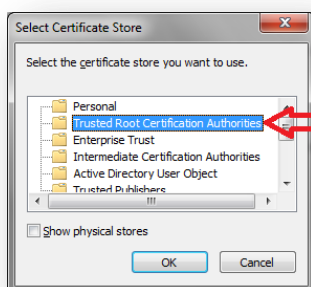 Select Certificate Store
Select the certificate store you want to use.
Personal
Trusted Root Certification Authorities
Enterprise Trust
Intermediate Certification Authorities
Active Directory User Object
Trusted Publishers
Show physical stores
OK
Cancel